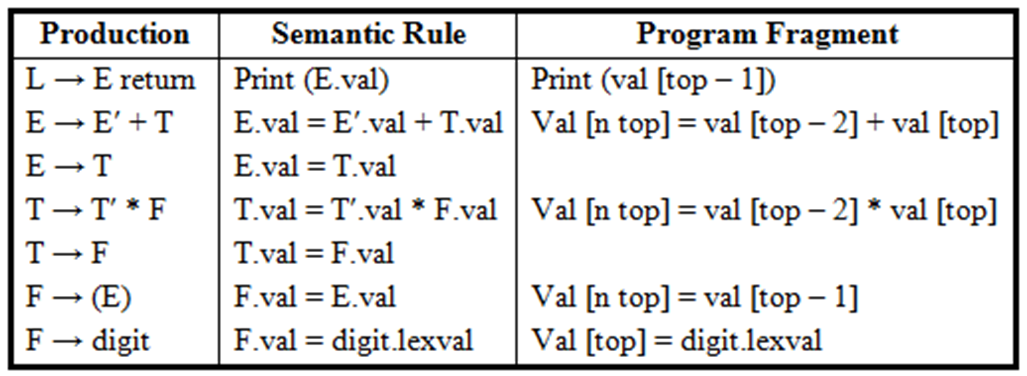 Production Semantic Rule Program Fragment
L → E return Print (E.val) Print (val [top – 1])
E → E′ + T E.val = E′.val + T.val Val [n top] = val [top – 2] + val [top]
E → T E.val = T.val
T → T′ * F T.val = T′.val * F.val Val [n top] = val [top – 2] * val [top]
T → F T.val = F.val
F → (E) F.val = E.val Val [n top] = val [top – 1]
F → digit F.val = digit.lexval Val [top] = digit.lexval